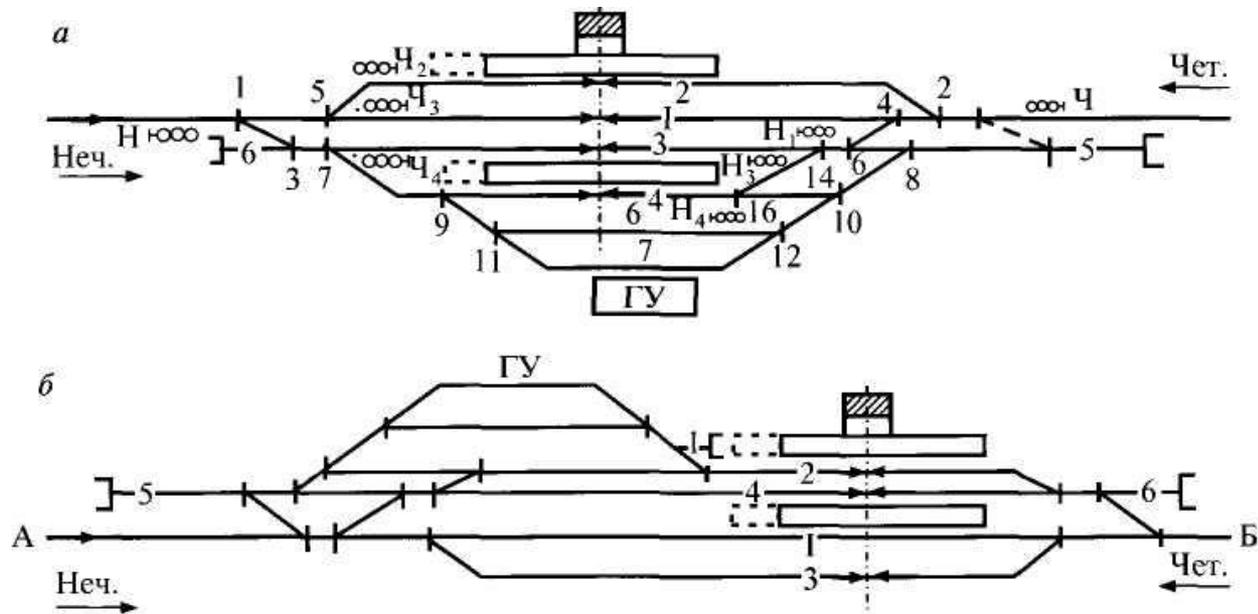 а
Ч₂
1 5 Ч₃ 2 4 2 Ч Чет.
Н I Н₁
Неч. 6 3 7 Ч₄ 3 Н₃ 14 6 8 5
9 6 4 Н₄ 16 10
11 7 12
ГУ
б
ГУ
I
5 4 2 6
А I Б
Неч. 3 Чет.